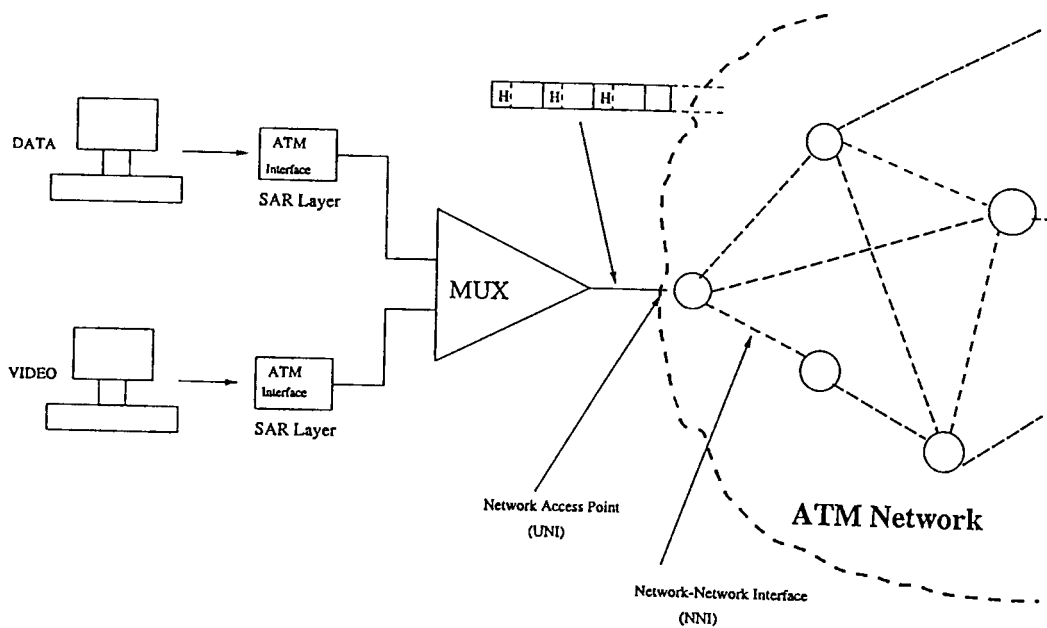 H H H
DATA
ATM
Interface
SAR Layer
MUX
VIDEO
ATM
Interface
SAR Layer
Network Access Point
(UNI)
ATM Network
Network-Network Interface
(NNI)